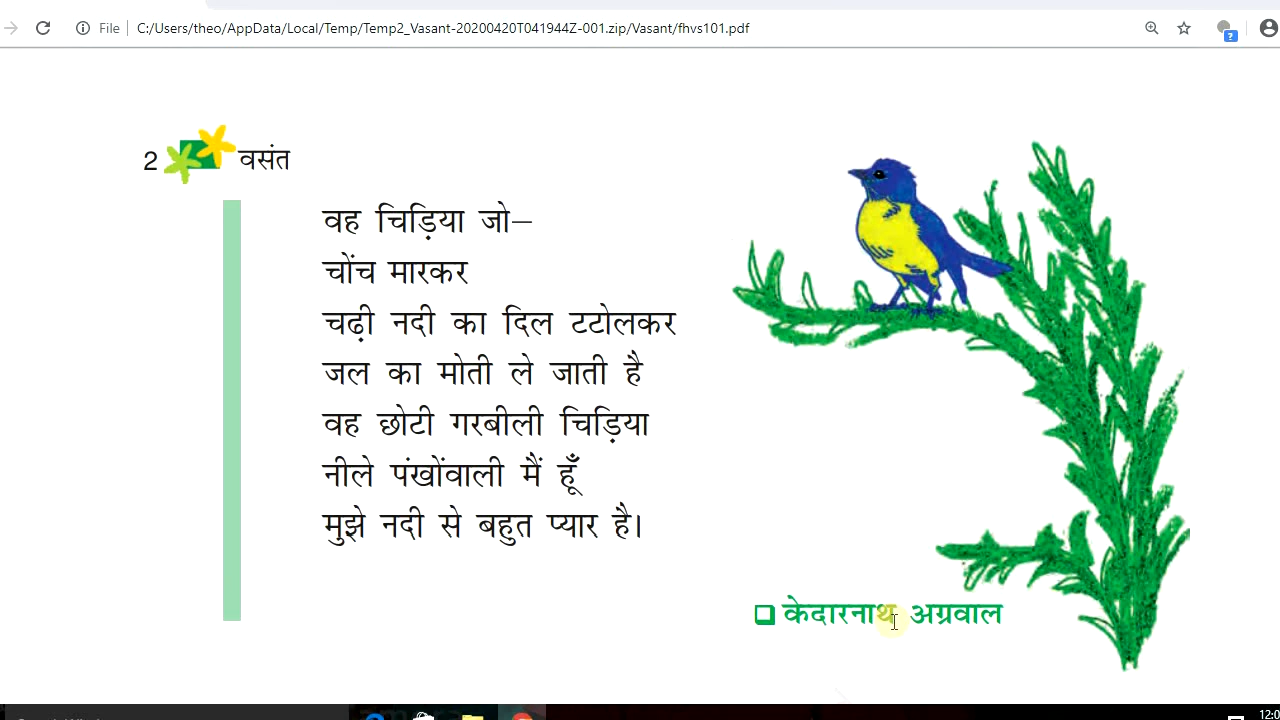 File C:/Users/theo/AppData/Local/Temp/Temp2_Vasant-20200420T041944Z-001.zip/Vasant/fhvs101.pdf
2 वसंत
वह चिड़िया जो–
चोंच मारकर
चढ़ी नदी का दिल टटोलकर
जल का मोती ले जाती है
वह छोटी गरबीली चिड़िया
नीले पंखोंवाली मैं हूँ
मुझे नदी से बहुत प्यार है।
❑ केदारनाथ अग्रवाल